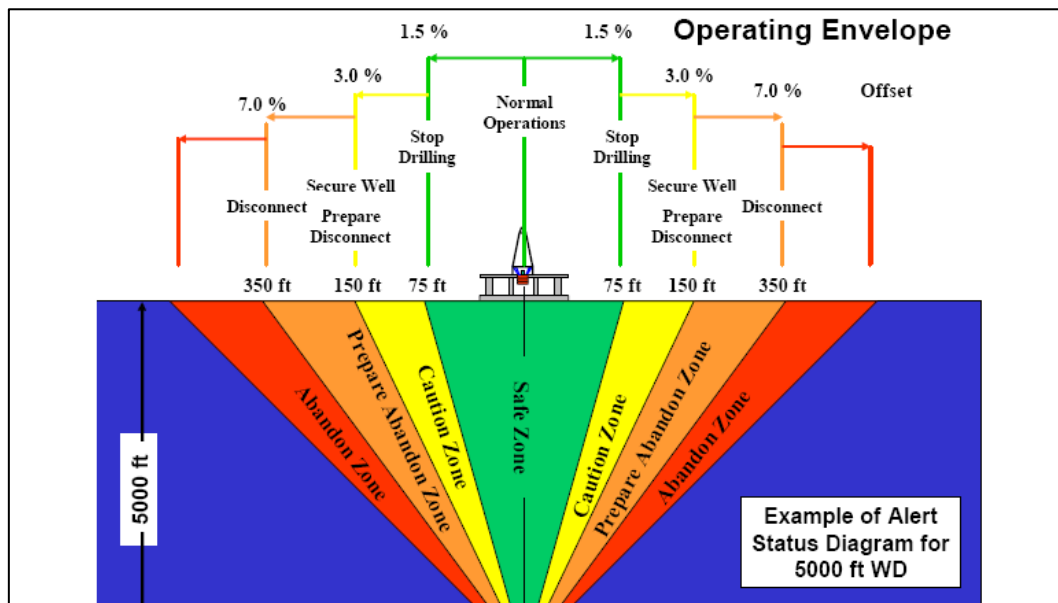 Operating Envelope
1.5 %
1.5 %
3.0 %
3.0 %
7.0 %
7.0 %
Offset
Normal
Operations
Stop
Drilling
Stop
Drilling
Secure Well
Prepare
Disconnect
Secure Well
Prepare
Disconnect
Disconnect
Disconnect
350 ft
150 ft
75 ft
75 ft
150 ft
350 ft
5000 ft
Abandon Zone
Prepare Abandon Zone
Caution Zone
Safe Zone
Caution Zone
Prepare Abandon Zone
Abandon Zone
Example of Alert
Status Diagram for
5000 ft WD